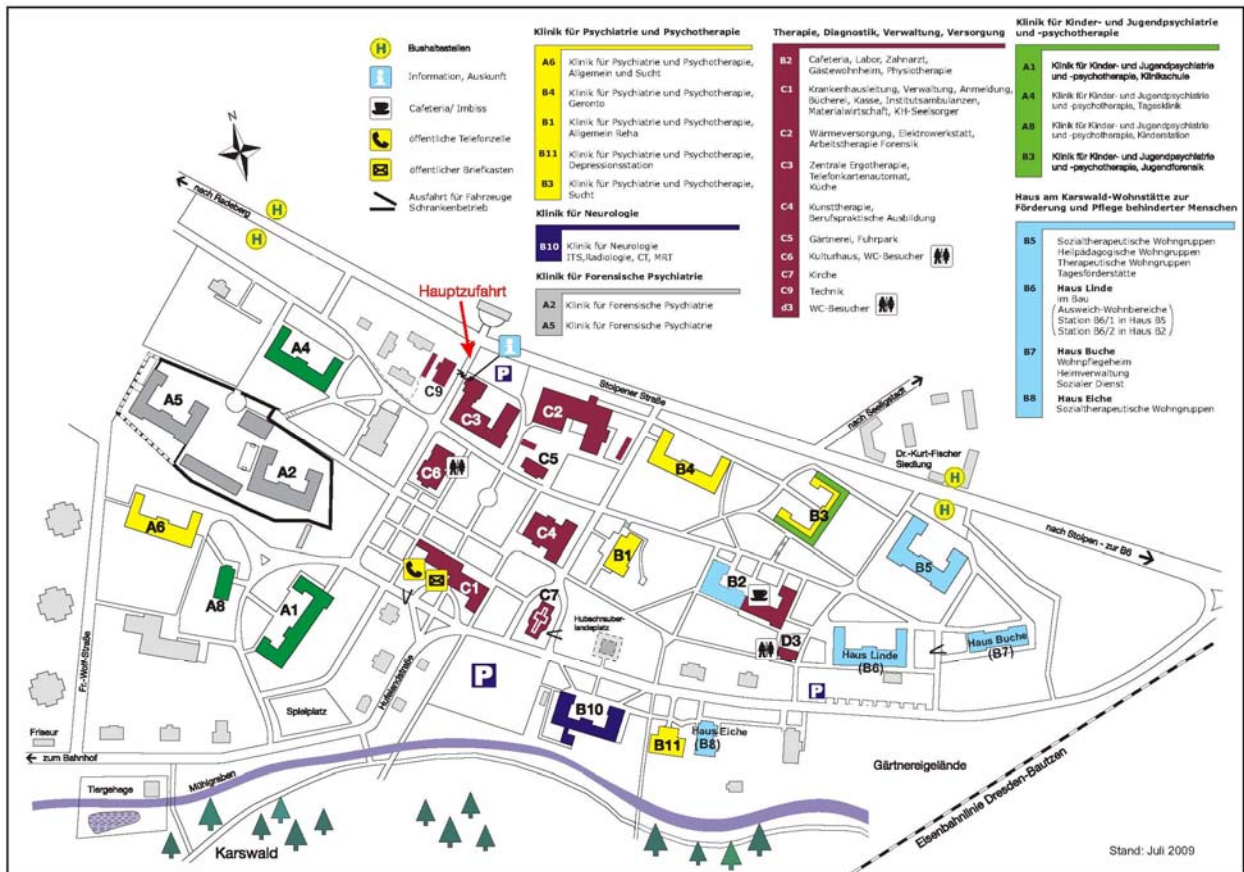 Bushaltestellen
Information, Auskunft
Cafeteria/ Imbiss
öffentliche Telefonzelle
öffentlicher Briefkasten
Ausfahrt für Fahrzeuge
Schrankenbetrieb
Klinik für Psychiatrie und Psychotherapie
A6 Klinik für Psychiatrie und Psychotherapie,
Allgemein und Sucht
B4 Klinik für Psychiatrie und Psychotherapie,
Geronto
B1 Klinik für Psychiatrie und Psychotherapie,
Allgemein Reha
B11 Klinik für Psychiatrie und Psychotherapie,
Depressionsstation
B3 Klinik für Psychiatrie und Psychotherapie,
Sucht
Klinik für Neurologie
B10 Klinik für Neurologie
ITS,Radiologie, CT, MRT
Klinik für Forensische Psychiatrie
A2 Klinik für Forensische Psychiatrie
A5 Klinik für Forensische Psychiatrie
Therapie, Diagnostik, Verwaltung, Versorgung
B2 Cafeteria, Labor, Zahnarzt,
Gästewohnheim, Physiotherapie
C1 Krankenhausleitung, Verwaltung, Anmeldung,
Bücherei, Kasse, Institutsambulanzen,
Materialwirtschaft, KH-Seelsorger
C2 Wärmeversorgung, Elektrowerkstatt,
Arbeitstherapie Forensik
C3 Zentrale Ergotherapie,
Telefonkartenautomat,
Küche
C4 Kunsttherapie,
Berufspraktische Ausbildung
C5 Gärtnerei, Fuhrpark
C6 Kulturhaus, WC-Besucher
C7 Kirche
C9 Technik
d3 WC-Besucher
Klinik für Kinder- und Jugendpsychiatrie
und -psychotherapie
A1 Klinik für Kinder- und Jugendpsychiatrie
und -psychotherapie, Klinikschule
A4 Klinik für Kinder- und Jugendpsychiatrie
und -psychotherapie, Tagesklinik
A8 Klinik für Kinder- und Jugendpsychiatrie
und -psychotherapie, Kinderstation
B3 Klinik für Kinder- und Jugendpsychiatrie
und -psychotherapie, Jugendforensik
Haus am Karswald-Wohnstätte zur
Förderung und Pflege behinderter Menschen
B5 Sozialtherapeutische Wohngruppen
Heilpädagogische Wohngruppen
Therapeutische Wohngruppen
Tagesförderstätte
B6 Haus Linde
im Bau
(Ausweich-Wohnbereiche
Station B6/1 in Haus B5
Station B6/2 in Haus B2)
B7 Haus Buche
Wohnpflegeheim
Heimverwaltung
Sozialer Dienst
B8 Haus Eiche
Sozialtherapeutische Wohngruppen
N
nach Radeberg
H
H
H
Hauptzufahrt
i
i
P
Stolpener Straße
nach Seeligstadt
Dr.-Kurt-Fischer
Siedlung
H
H
nach Stolpen - zur B6
A4
C9
C3
C2
C5
C6
A5
A2
A6
A8
A1
B4
B3
B5
C4
B1
B2
C1
C7
Hubschrauber-
landeplatz
D3
Haus Linde
(B6)
Haus Buche
(B7)
P
P
B10
B11
Haus Eiche
(B8)
Fr.-Wolf-Straße
Hufelandstraße
Spielplatz
Friseur
zum Bahnhof
Tiergehege
Mühlgraben
Karswald
Gärtnereigelände
Eisenbahnlinie Dresden-Bautzen
Stand: Juli 2009